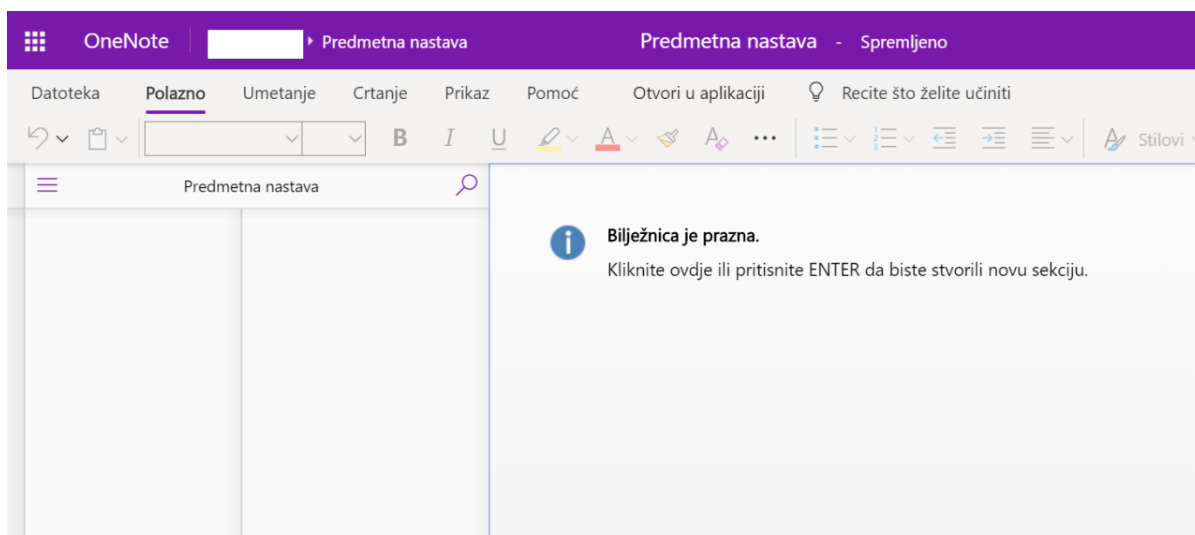 OneNote Predmetna nastava Predmetna nastava - Spremljeno
Datoteka Polazno Umetanje Crtanje Prikaz Pomoć Otvori u aplikaciji Recite što želite učiniti
B I U A A Stilovi
Predmetna nastava
Bilježnica je prazna.
Kliknite ovdje ili pritisnite ENTER da biste stvorili novu sekciju.